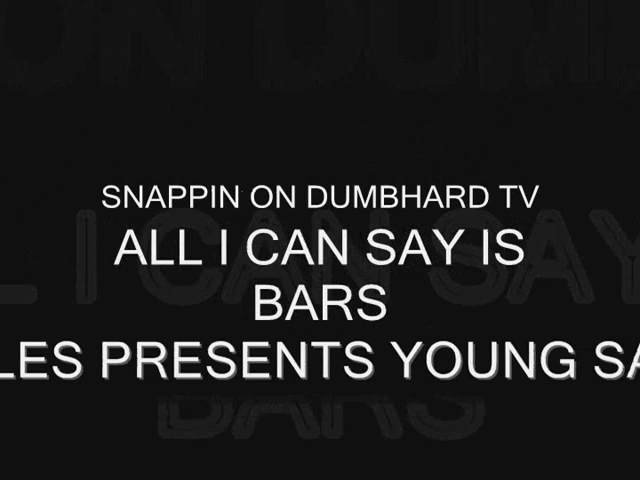 SNAPPIN ON DUMBHARD TV
ALL I CAN SAY IS
BARS
LES PRESENTS YOUNG SA